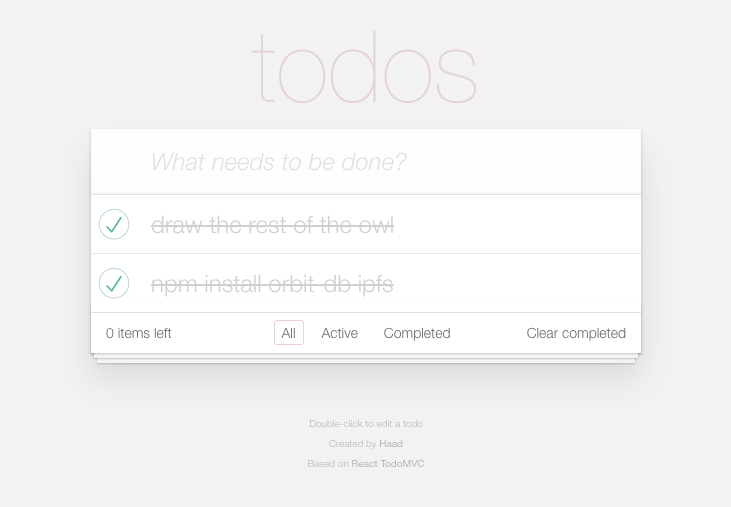 todos
What needs to be done?
draw the rest of the owl
npm install orbit-db ipfs
0 items left All Active Completed Clear completed
Double-click to edit a todo
Created by Haad
Based on React TodoMVC